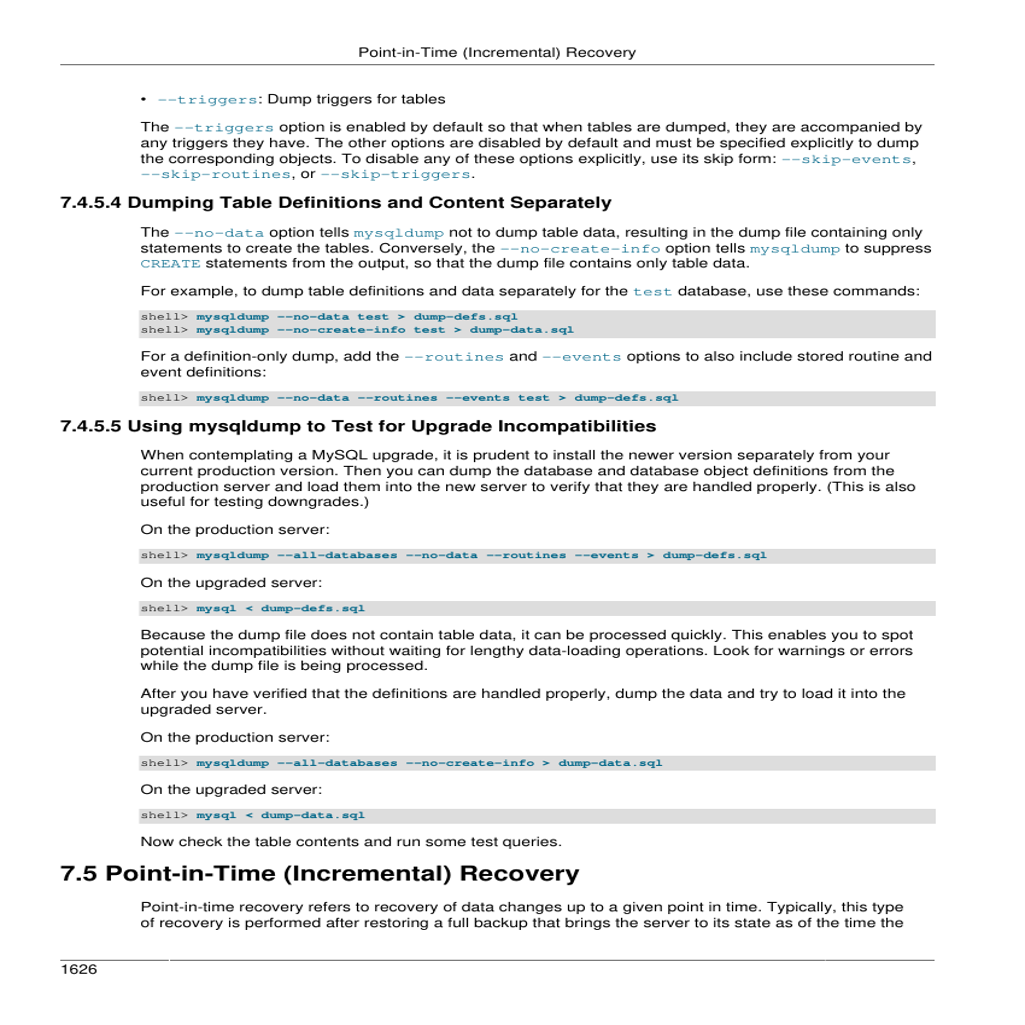 Point-in-Time (Incremental) Recovery
• --triggers: Dump triggers for tables
The --triggers option is enabled by default so that when tables are dumped, they are accompanied by
any triggers they have. The other options are disabled by default and must be specified explicitly to dump
the corresponding objects. To disable any of these options explicitly, use its skip form: --skip-events,
--skip-routines, or --skip-triggers.
7.4.5.4 Dumping Table Definitions and Content Separately
The --no-data option tells mysqldump not to dump table data, resulting in the dump file containing only
statements to create the tables. Conversely, the --no-create-info option tells mysqldump to suppress
CREATE statements from the output, so that the dump file contains only table data.
For example, to dump table definitions and data separately for the test database, use these commands:
shell> mysqldump --no-data test > dump-defs.sql
shell> mysqldump --no-create-info test > dump-data.sql
For a definition-only dump, add the --routines and --events options to also include stored routine and
event definitions:
shell> mysqldump --no-data --routines --events test > dump-defs.sql
7.4.5.5 Using mysqldump to Test for Upgrade Incompatibilities
When contemplating a MySQL upgrade, it is prudent to install the newer version separately from your
current production version. Then you can dump the database and database object definitions from the
production server and load them into the new server to verify that they are handled properly. (This is also
useful for testing downgrades.)
On the production server:
shell> mysqldump --all-databases --no-data --routines --events > dump-defs.sql
On the upgraded server:
shell> mysql < dump-defs.sql
Because the dump file does not contain table data, it can be processed quickly. This enables you to spot
potential incompatibilities without waiting for lengthy data-loading operations. Look for warnings or errors
while the dump file is being processed.
After you have verified that the definitions are handled properly, dump the data and try to load it into the
upgraded server.
On the production server:
shell> mysqldump --all-databases --no-create-info > dump-data.sql
On the upgraded server:
shell> mysql < dump-data.sql
Now check the table contents and run some test queries.
7.5 Point-in-Time (Incremental) Recovery
Point-in-time recovery refers to recovery of data changes up to a given point in time. Typically, this type
of recovery is performed after restoring a full backup that brings the server to its state as of the time the
1626